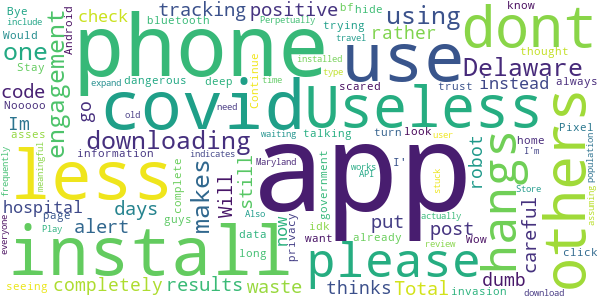 Bye
include
Would
Android
tracking
positive
using
bf
hide
know
dont
bluetooth
check
Perpetually
trying
travel
rather
thought
one
Stay
engagement
phone
use
Delaware
code
Nooooo
dangerous
deep
Continue
installed
type
scared
instead
always
expand
time
trust
covid
Useless
Im
go
asses
downloading
old
need
waiting
talking
turn
look
Pixel
population
others
hangs
information
indicates
Maryland
home
I'm
user
robot
less
makes
Will
still
app
I'
works
API
stuck
hospital
complete
government
Store
assuming
frequently
meaningful
page
days
guys
idk
want
put
post
careful
Play
alert
now
privacy
data
already
actually
Wow
click
everyone
install
Also
long
please
review
dumb
seeing
completely
results
waste
thinks
Total
invasion
download